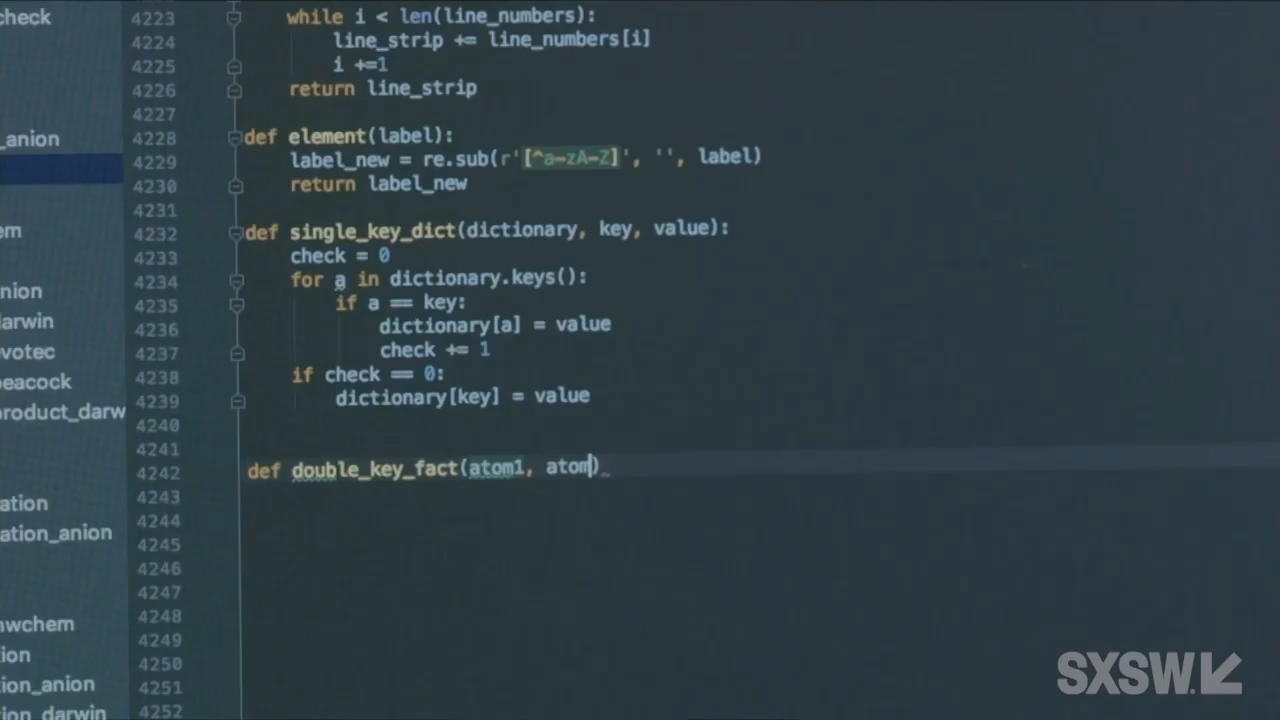 check
_anion
em
nion
darwin
votec
peacock
product_darw
ation
ation_anion
nwchem
tion
tion_anion
n_darwin
4223 while i < len(line_numbers):
4224 line_strip += line_numbers[i]
4225 i +=1
4226 return line_strip
4227
4228 def element(label):
4229 label_new = re.sub(r'[^a-zA-Z]', '', label)
4230 return label_new
4231
4232 def single_key_dict(dictionary, key, value):
4233 check = 0
4234 for a in dictionary.keys():
4235 if a == key:
4236 dictionary[a] = value
4237 check += 1
4238 if check == 0:
4239 dictionary[key] = value
4240
4241
4242 def double_key_fact(atom1, atom)
4243
4244
4245
4246
4247
4248
4249
4250
4251
4252
SXSW.